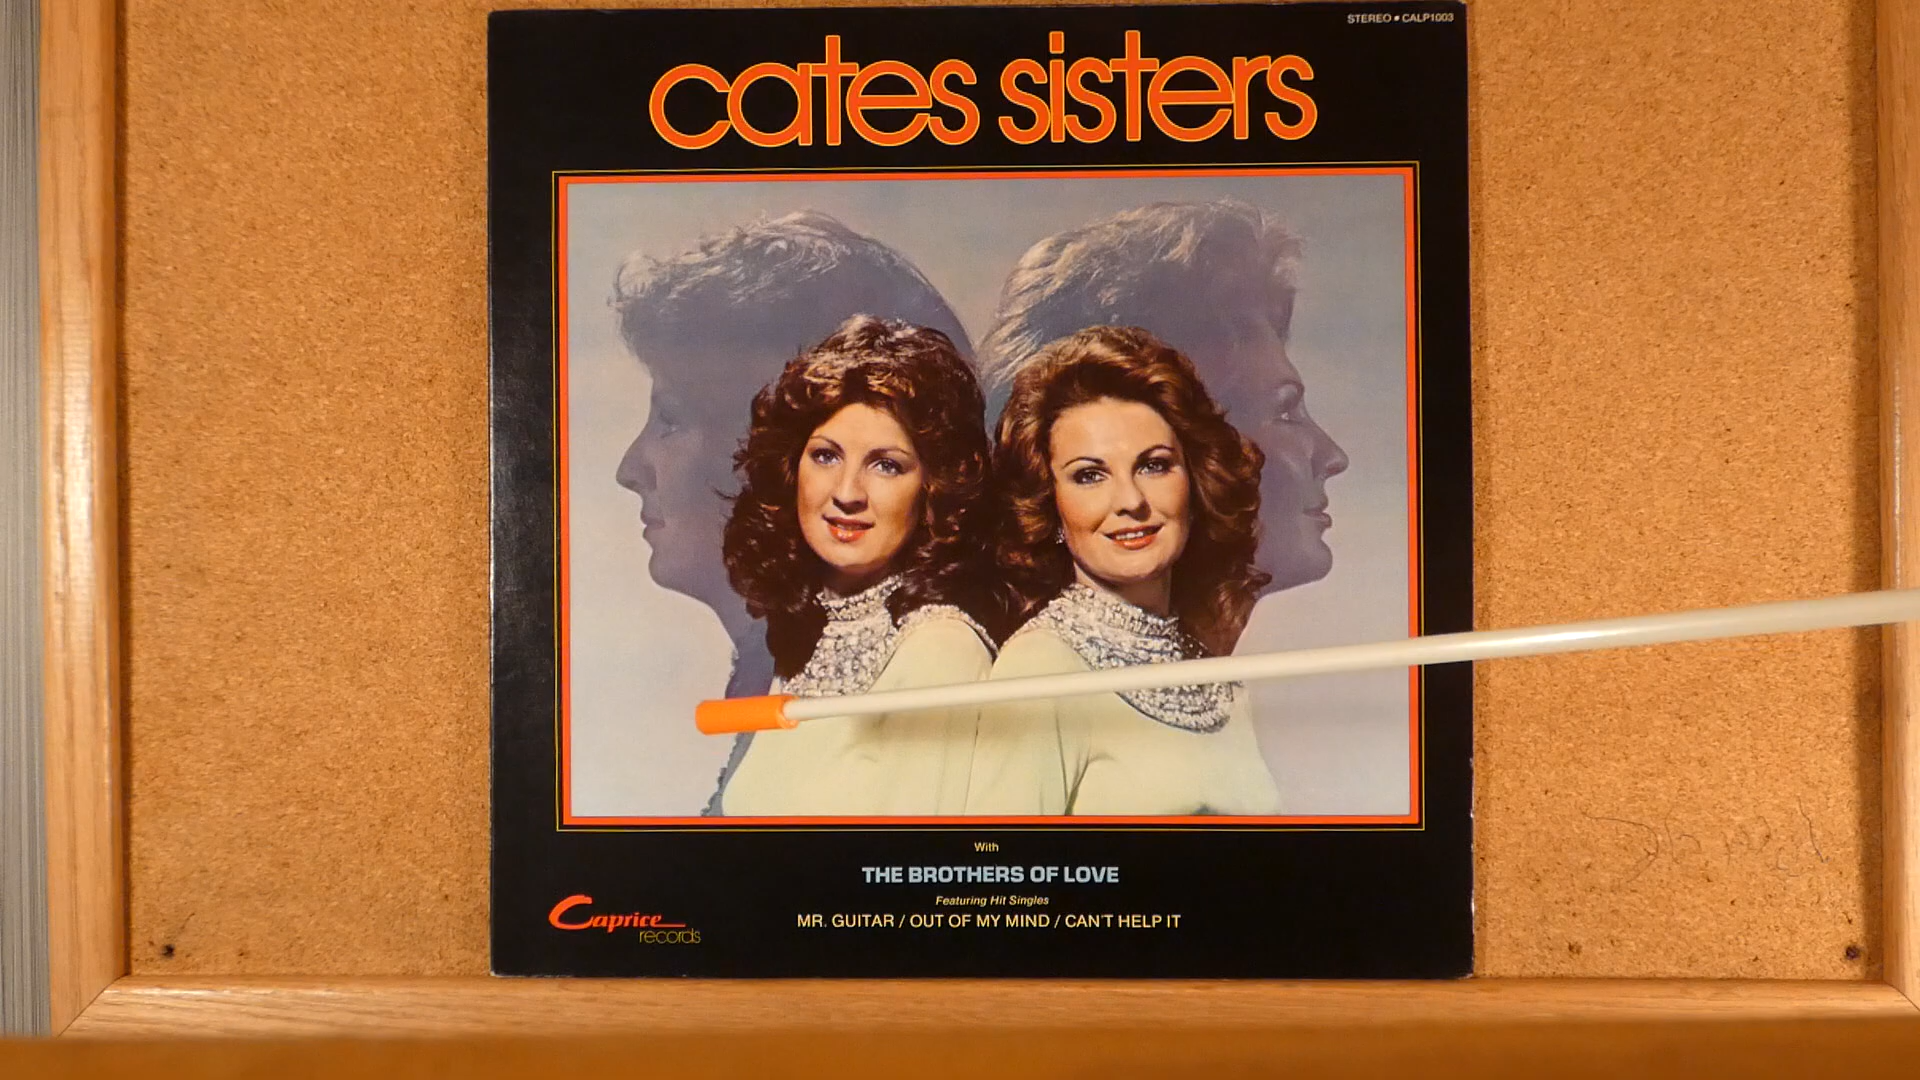 STEREO • CALP1003
cates sisters
With
THE BROTHERS OF LOVE
Featuring Hit Singles
MR. GUITAR / OUT OF MY MIND / CAN'T HELP IT
Caprice
records